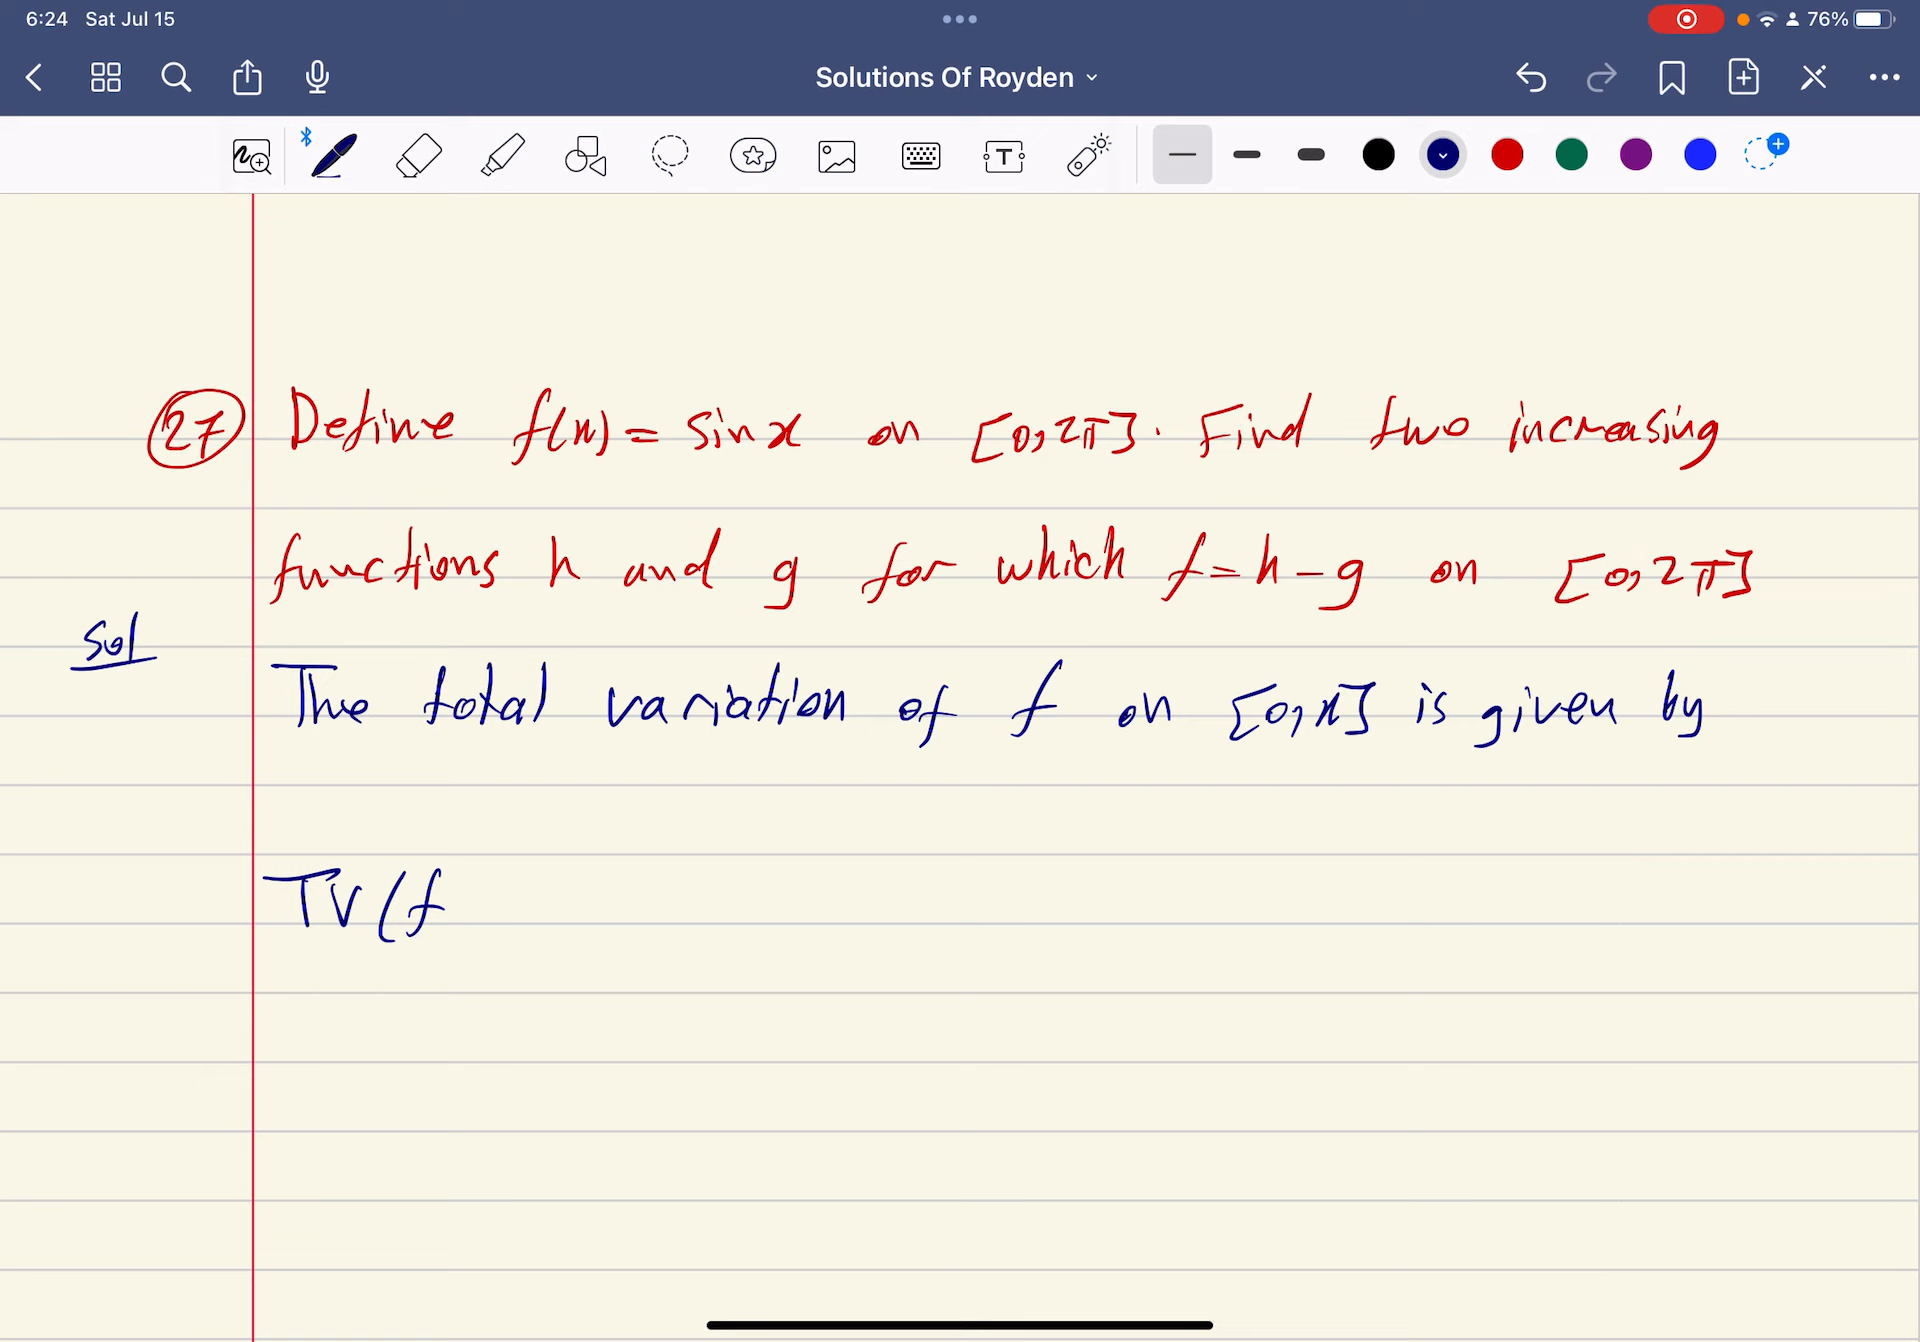 6:24 Sat Jul 15
76%
Solutions Of Royden
T
27 Define f(x) = sin x on [0, 2π]. Find two increasing
functions h and g for which f = h - g on [0, 2π]
Sol
The total variation of f on [0, x] is given by
TV(f